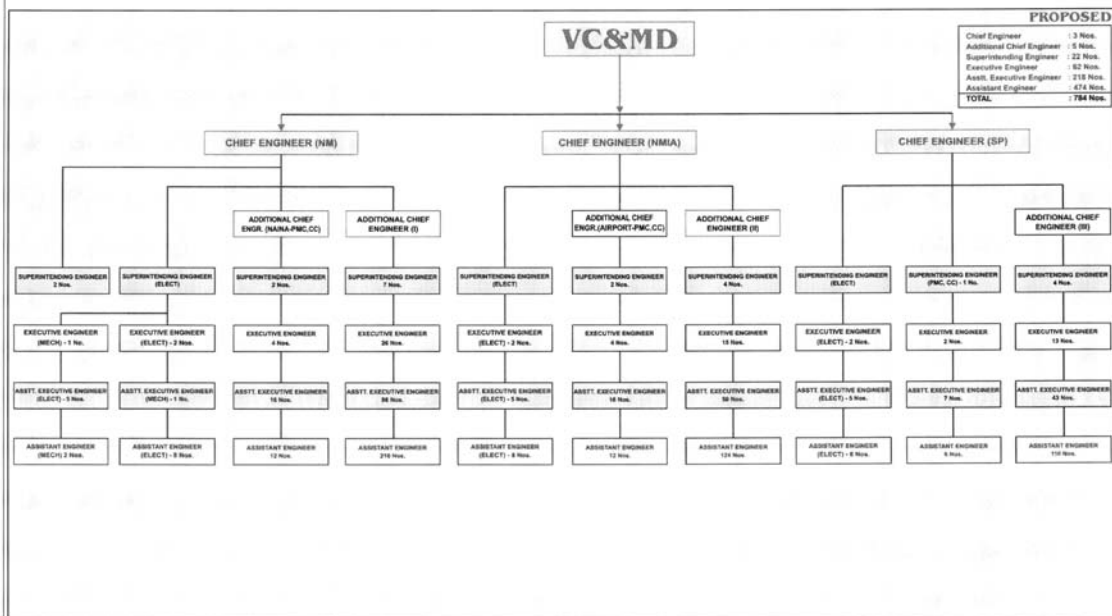 PROPOSED
VC&MD
Chief Engineer : 3 Nos.
Additional Chief Engineer : 5 Nos.
Superintending Engineer : 22 Nos.
Executive Engineer : 62 Nos.
Asstt. Executive Engineer : 218 Nos.
Assistant Engineer : 474 Nos.
TOTAL : 784 Nos.
CHIEF ENGINEER (NM)
CHIEF ENGINEER (NMIA)
CHIEF ENGINEER (SP)
ADDITIONAL CHIEF
ENGR. (NAINA-PMC,CC)
ADDITIONAL CHIEF
ENGINEER (I)
ADDITIONAL CHIEF
ENGR.(AIRPORT-PMC,CC)
ADDITIONAL CHIEF
ENGINEER (II)
ADDITIONAL CHIEF
ENGINEER (III)
SUPERINTENDING ENGINEER
2 Nos.
SUPERINTENDING ENGINEER
(ELECT)
SUPERINTENDING ENGINEER
2 Nos.
SUPERINTENDING ENGINEER
7 Nos.
SUPERINTENDING ENGINEER
(ELECT)
SUPERINTENDING ENGINEER
2 Nos.
SUPERINTENDING ENGINEER
4 Nos.
SUPERINTENDING ENGINEER
(ELECT)
SUPERINTENDING ENGINEER
(PMC, CC) - 1 No.
SUPERINTENDING ENGINEER
4 Nos.
EXECUTIVE ENGINEER
(MECH) - 1 No.
EXECUTIVE ENGINEER
(ELECT) - 2 Nos.
EXECUTIVE ENGINEER
4 Nos.
EXECUTIVE ENGINEER
Nos.
EXECUTIVE ENGINEER
(ELECT) - 2 Nos.
EXECUTIVE ENGINEER
4 Nos.
EXECUTIVE ENGINEER
Nos.
EXECUTIVE ENGINEER
(ELECT) - 2 Nos.
EXECUTIVE ENGINEER
2 Nos.
EXECUTIVE ENGINEER
13 Nos.
ASSTT. EXECUTIVE ENGINEER
(ELECT) - 5 Nos.
ASSTT. EXECUTIVE ENGINEER
(MECH) - 1 No.
ASSTT. EXECUTIVE ENGINEER
Nos.
ASSTT. EXECUTIVE ENGINEER
Nos.
ASSTT. EXECUTIVE ENGINEER
(ELECT) - 5 Nos.
ASSTT. EXECUTIVE ENGINEER
Nos.
ASSTT. EXECUTIVE ENGINEER
Nos.
ASSTT. EXECUTIVE ENGINEER
(ELECT) - 5 Nos.
ASSTT. EXECUTIVE ENGINEER
7 Nos.
ASSTT. EXECUTIVE ENGINEER
43 Nos.
ASSISTANT ENGINEER
(MECH) 2 Nos.
ASSISTANT ENGINEER
(ELECT) - 8 Nos.
ASSISTANT ENGINEER
12 Nos.
ASSISTANT ENGINEER
Nos.
ASSISTANT ENGINEER
(ELECT) - 8 Nos.
ASSISTANT ENGINEER
12 Nos.
ASSISTANT ENGINEER
Nos.
ASSISTANT ENGINEER
(ELECT) - 8 Nos.
ASSISTANT ENGINEER
Nos.
ASSISTANT ENGINEER
Nos.